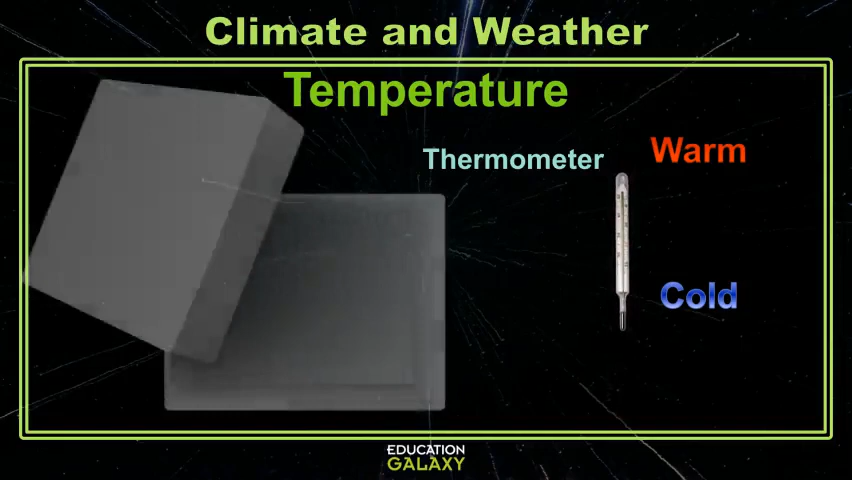 Climate and Weather
Temperature
Thermometer
Warm
Cold
EDUCATION
GALAXY